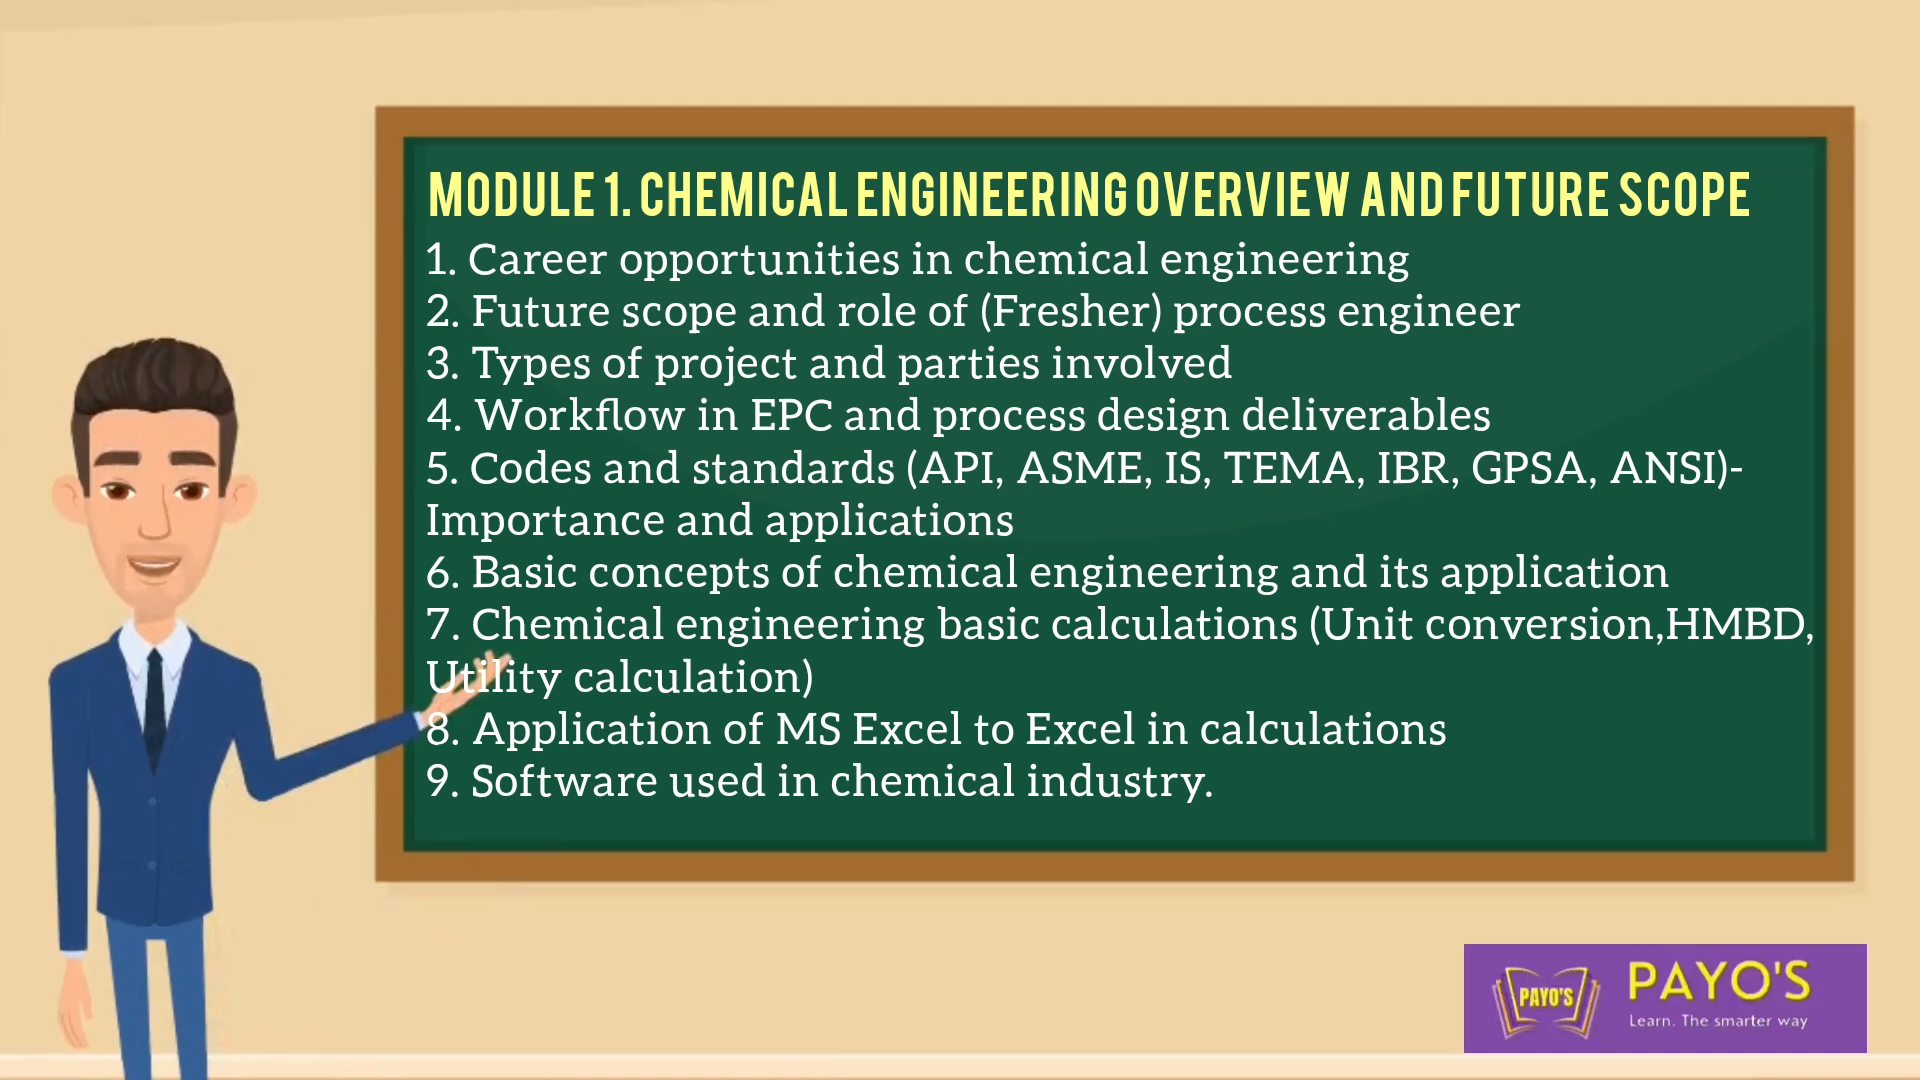 MODULE 1. CHEMICAL ENGINEERING OVERVIEW AND FUTURE SCOPE
1. Career opportunities in chemical engineering
2. Future scope and role of (Fresher) process engineer
3. Types of project and parties involved
4. Workflow in EPC and process design deliverables
5. Codes and standards (API, ASME, IS, TEMA, IBR, GPSA, ANSI)-
Importance and applications
6. Basic concepts of chemical engineering and its application
7. Chemical engineering basic calculations (Unit conversion,HMBD,
Utility calculation)
8. Application of MS Excel to Excel in calculations
9. Software used in chemical industry.
PAYO'S
PAYO'S
Learn. The smarter way